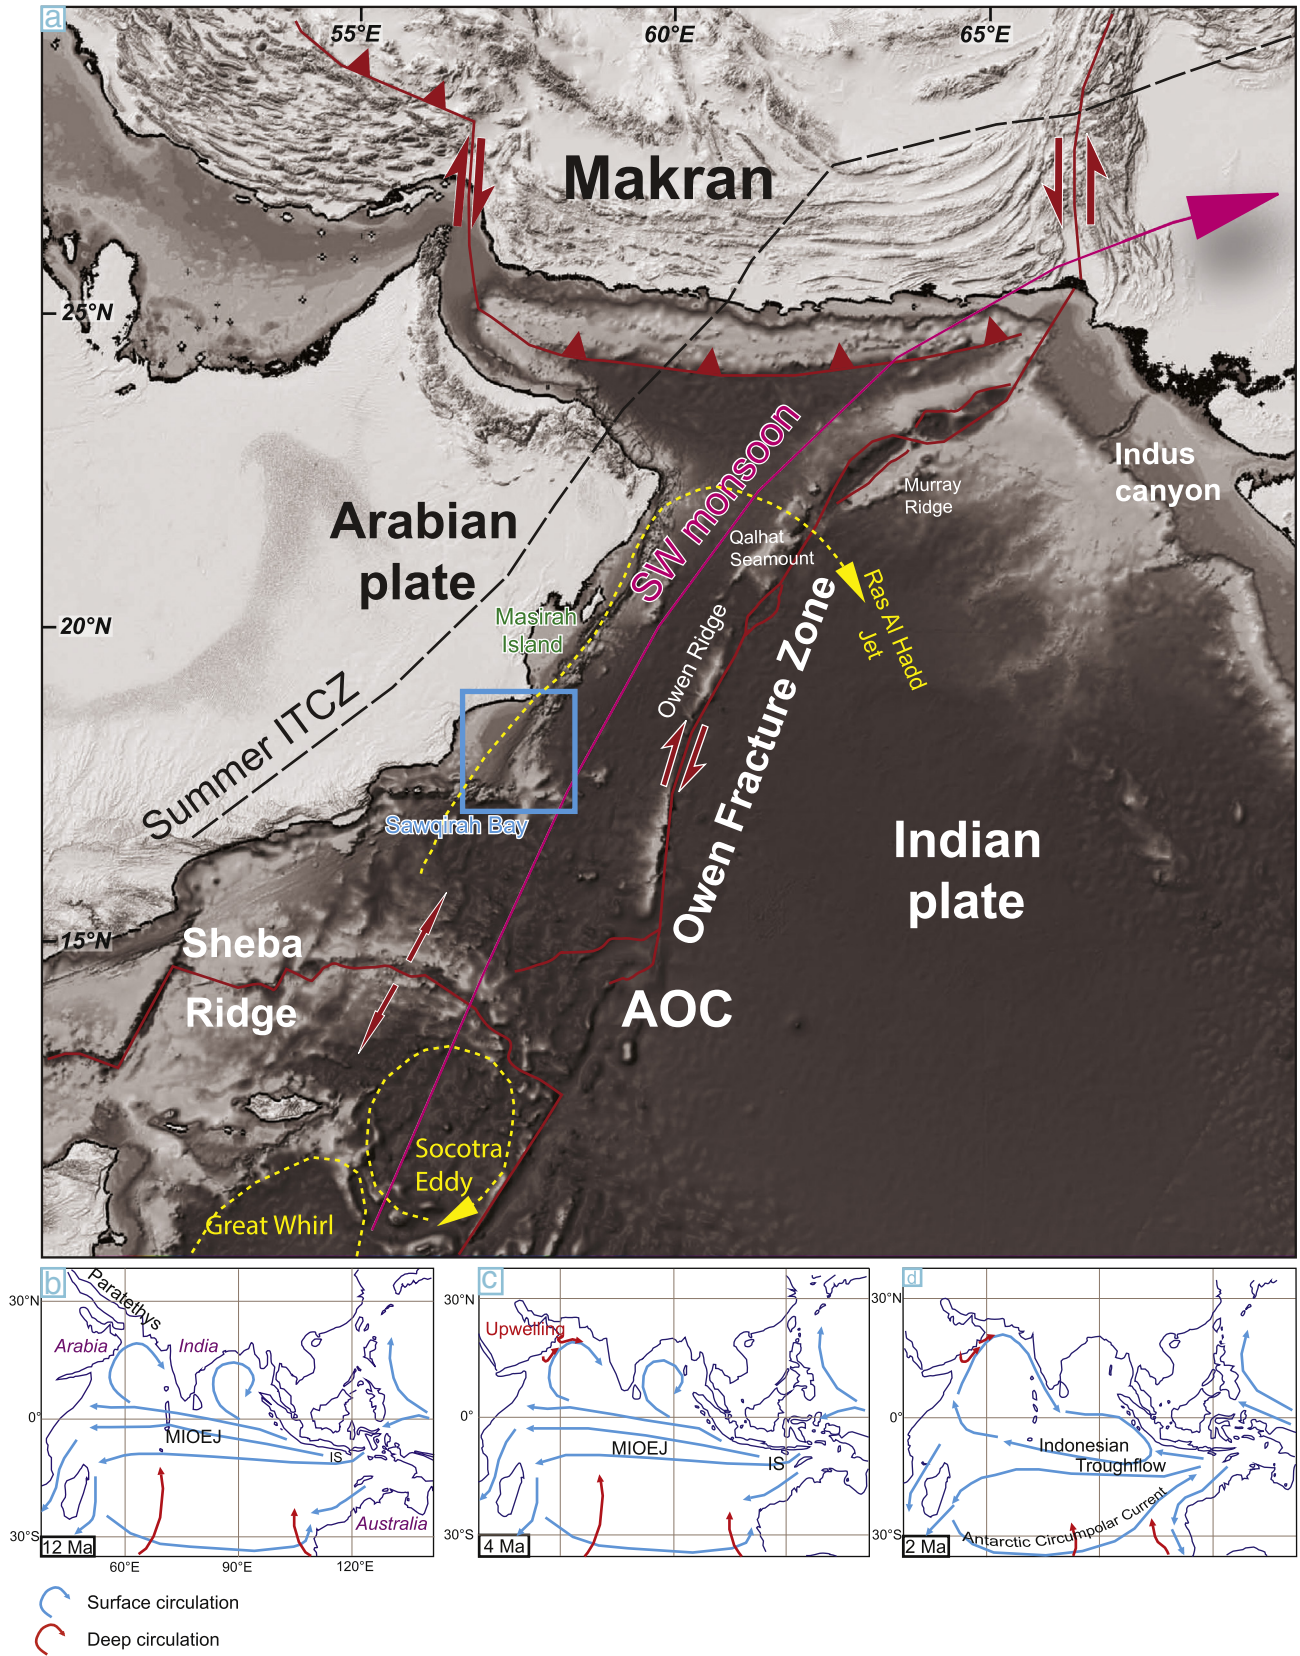 a
55°E
60°E
65°E
Makran
25°N
Indus
canyon
SW monsoon
Murray
Ridge
Arabian
plate
Qalhat
Seamount
Ras Al Hadd
Jet
Masirah
Island
20°N
Owen Ridge
Owen Fracture Zone
Summer ITCZ
Sawqirah Bay
Indian
plate
15°N
Sheba
Ridge
AOC
Socotra
Eddy
Great Whirl
b
30°N
Paratethys
Arabia
India
0°
MIOEJ
IS
Australia
30°S
12 Ma
60°E
90°E
120°E
c
30°N
Upwelling
0°
MIOEJ
IS
30°S
4 Ma
d
30°N
0°
Indonesian
Troughflow
Antarctic Circumpolar Current
30°S
2 Ma
Surface circulation
Deep circulation